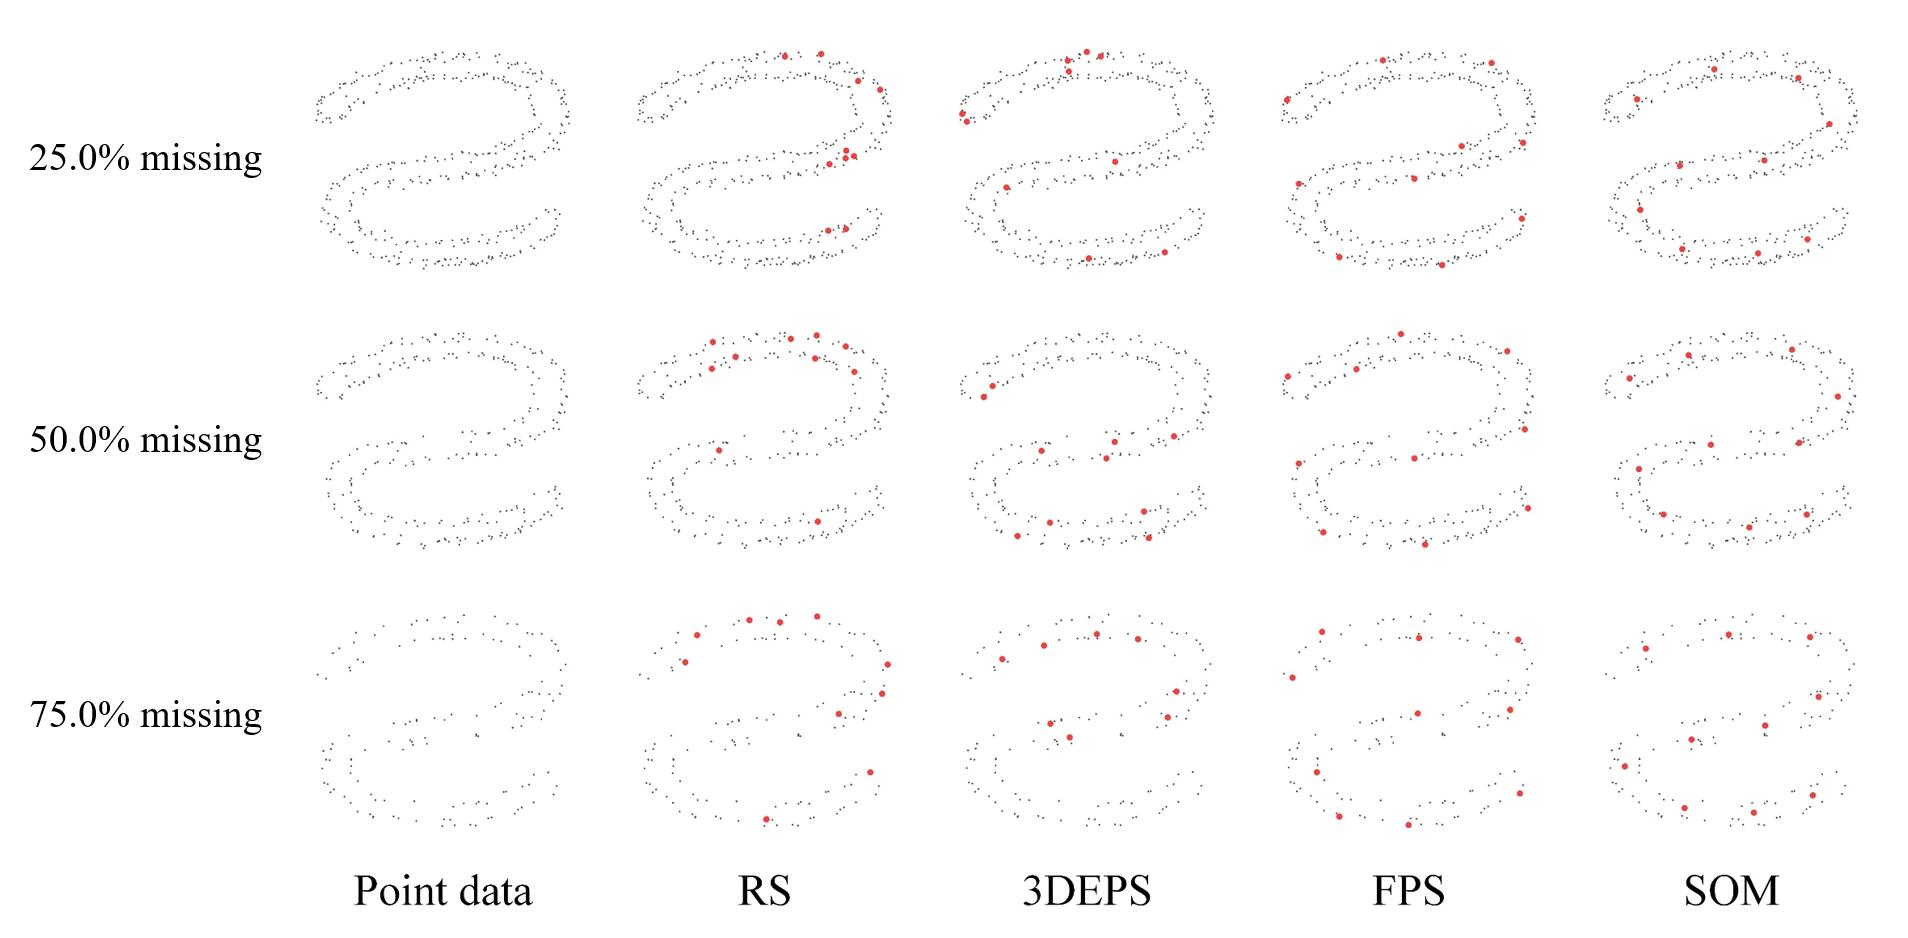 25.0% missing
50.0% missing
75.0% missing
Point data
RS
3DEPS
FPS
SOM